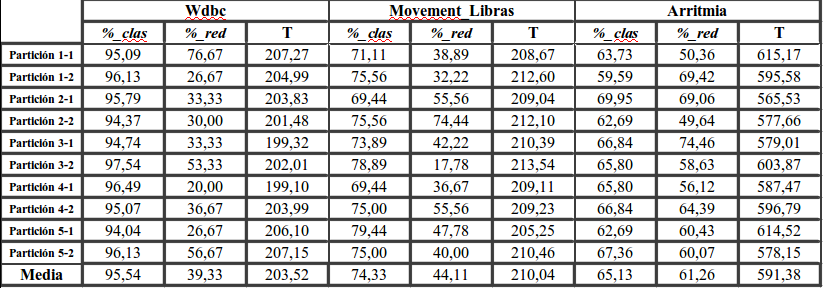 Wdbc Movement_Libras Arritmia
%_clas %_red T %_clas %_red T %_clas %_red T
Partición 1-1 95,09 76,67 207,27 71,11 38,89 208,67 63,73 50,36 615,17
Partición 1-2 96,13 26,67 204,99 75,56 32,22 212,60 59,59 69,42 595,58
Partición 2-1 95,79 33,33 203,83 69,44 55,56 209,04 69,95 69,06 565,53
Partición 2-2 94,37 30,00 201,48 75,56 74,44 212,10 62,69 49,64 577,66
Partición 3-1 94,74 33,33 199,32 73,89 42,22 210,39 66,84 74,46 579,01
Partición 3-2 97,54 53,33 202,01 78,89 17,78 213,54 65,80 58,63 603,87
Partición 4-1 96,49 20,00 199,10 69,44 36,67 209,11 65,80 56,12 587,47
Partición 4-2 95,07 36,67 203,99 75,00 55,56 209,23 66,84 64,39 596,79
Partición 5-1 94,04 26,67 206,10 79,44 47,78 205,25 62,69 60,43 614,52
Partición 5-2 96,13 56,67 207,15 75,00 40,00 210,46 67,36 60,07 578,15
Media 95,54 39,33 203,52 74,33 44,11 210,04 65,13 61,26 591,38